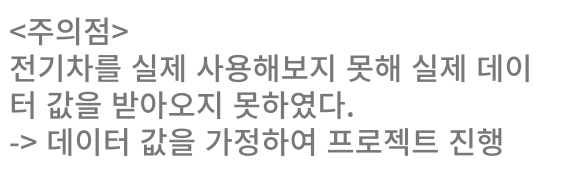 <주의점>
전기차를 실제 사용해보지 못해 실제 데이
터 값을 받아오지 못하였다.
-> 데이터 값을 가정하여 프로젝트 진행